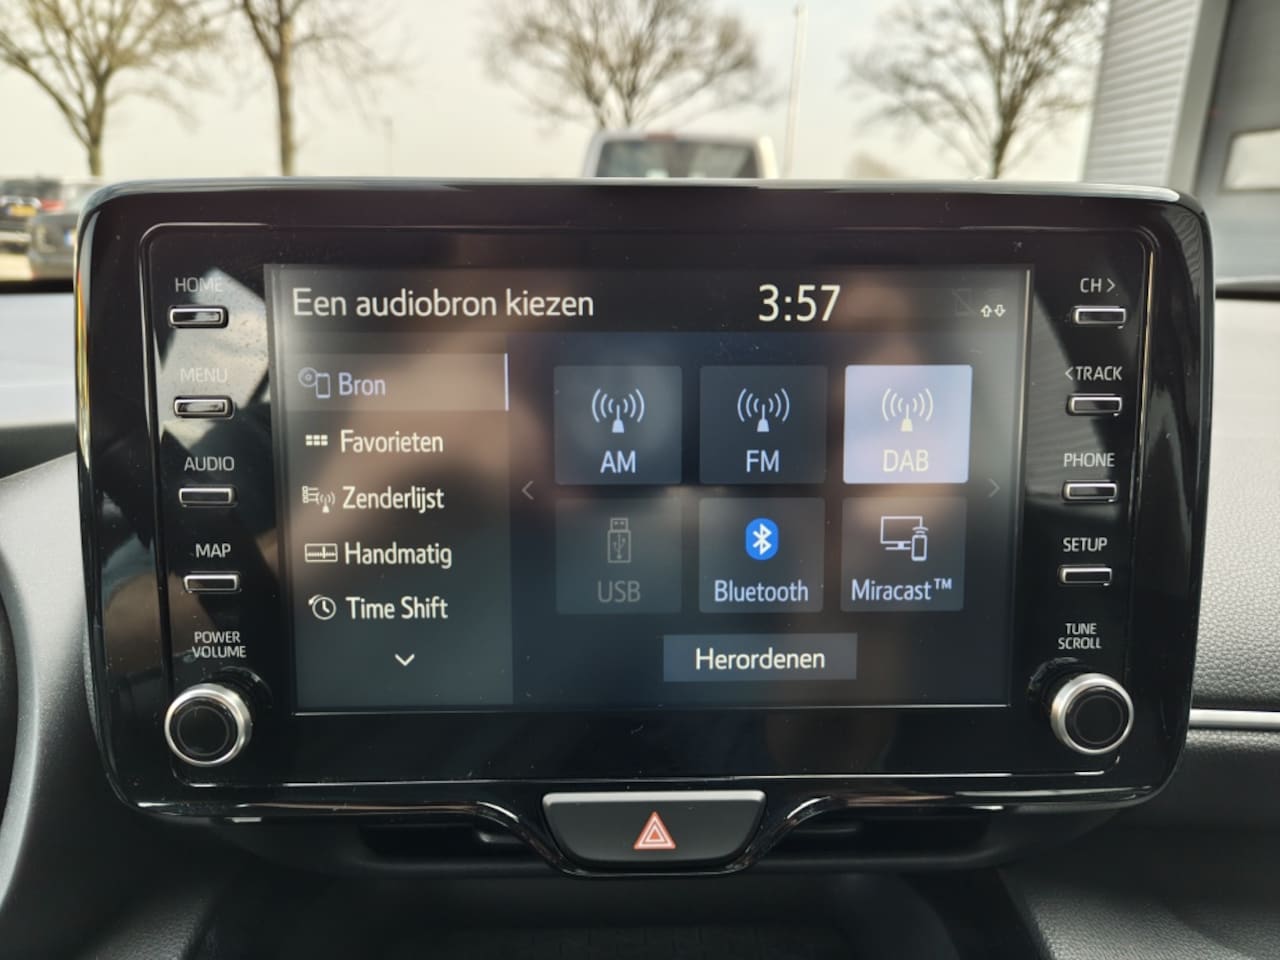 HOME
MENU
AUDIO
MAP
POWER
VOLUME
Een audiobron kiezen
3:57
Bron
Favorieten
Zenderlijst
Handmatig
Time Shift
AM
FM
DAB
USB
Bluetooth
Miracast™
Herordenen
CH >
< TRACK
PHONE
SETUP
TUNE
SCROLL